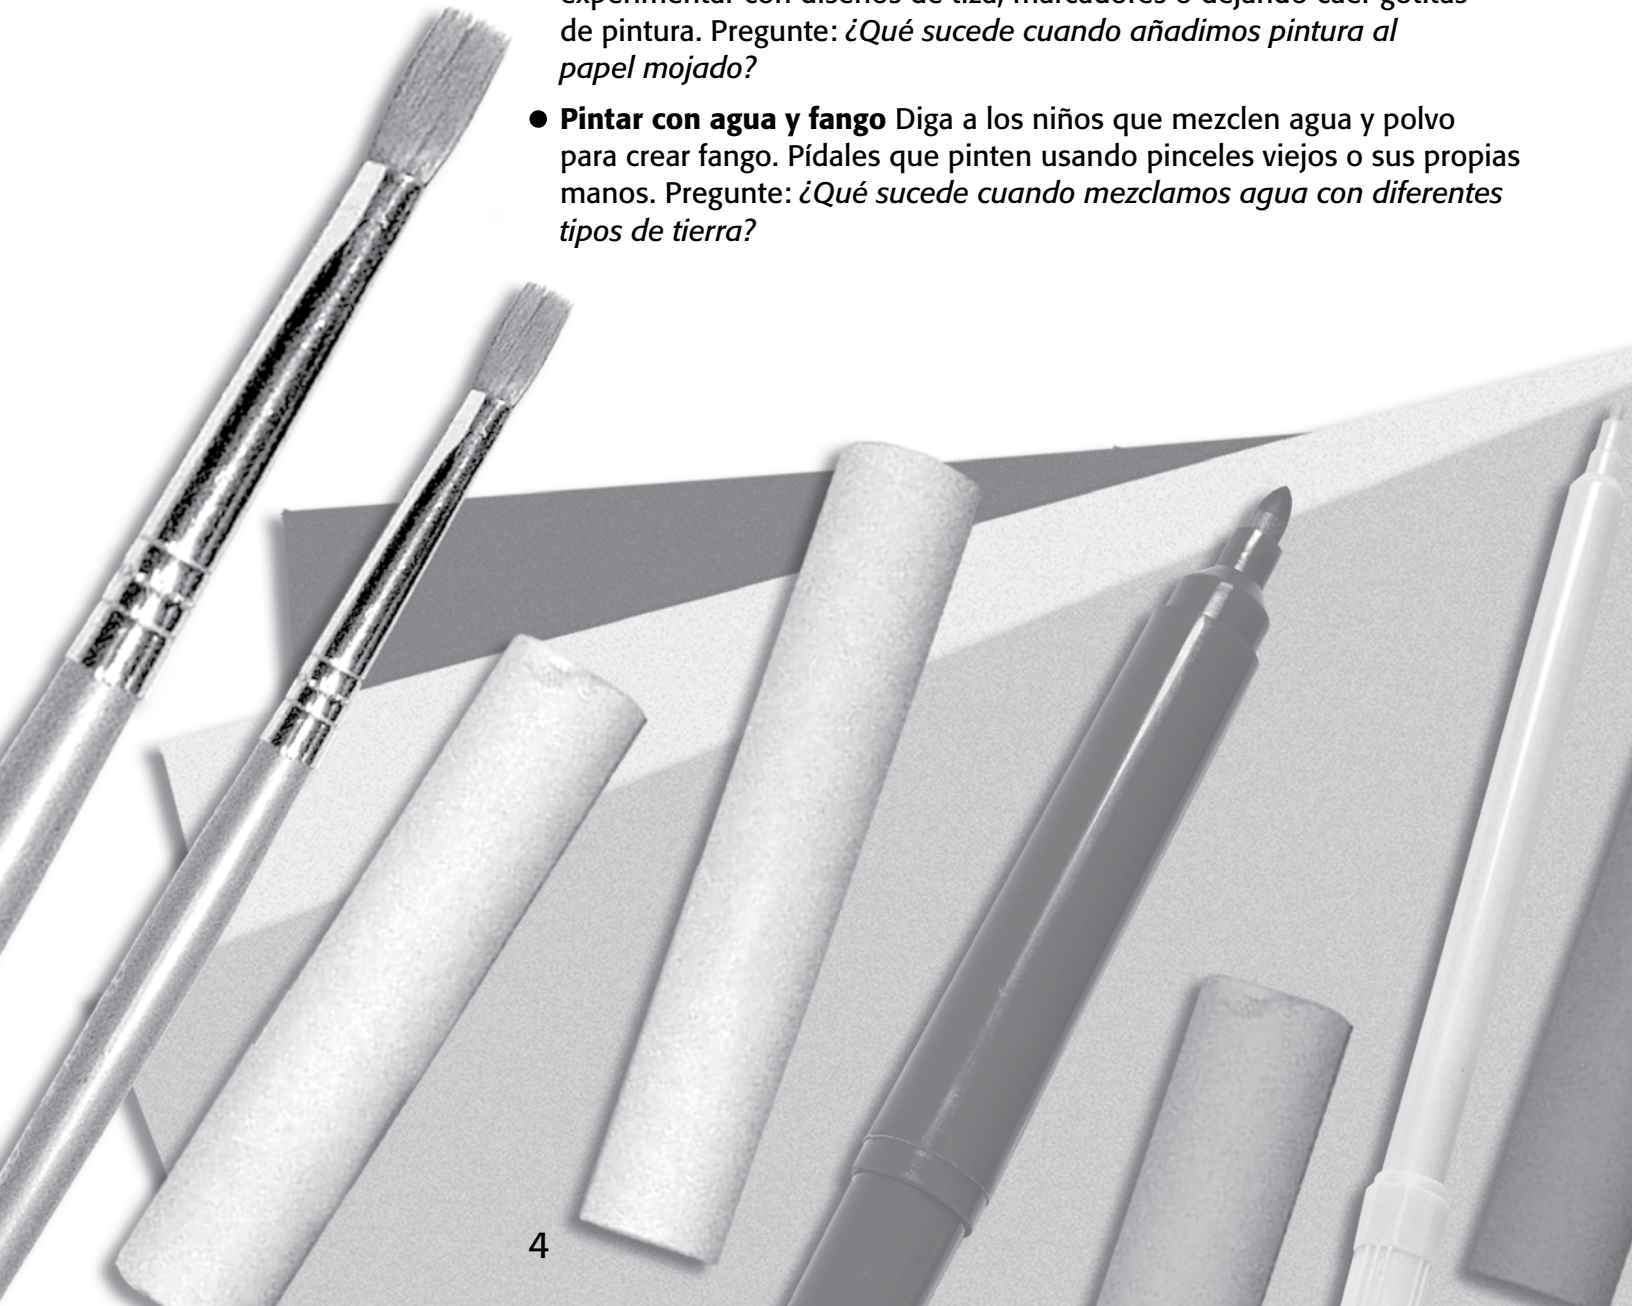 experimentar con diseños de tiza, marcadores o dejando caer gotitas
de pintura. Pregunte: ¿Qué sucede cuando añadimos pintura al
papel mojado?
● Pintar con agua y fango Diga a los niños que mezclen agua y polvo
para crear fango. Pídales que pinten usando pinceles viejos o sus propias
manos. Pregunte: ¿Qué sucede cuando mezclamos agua con diferentes
tipos de tierra?
4